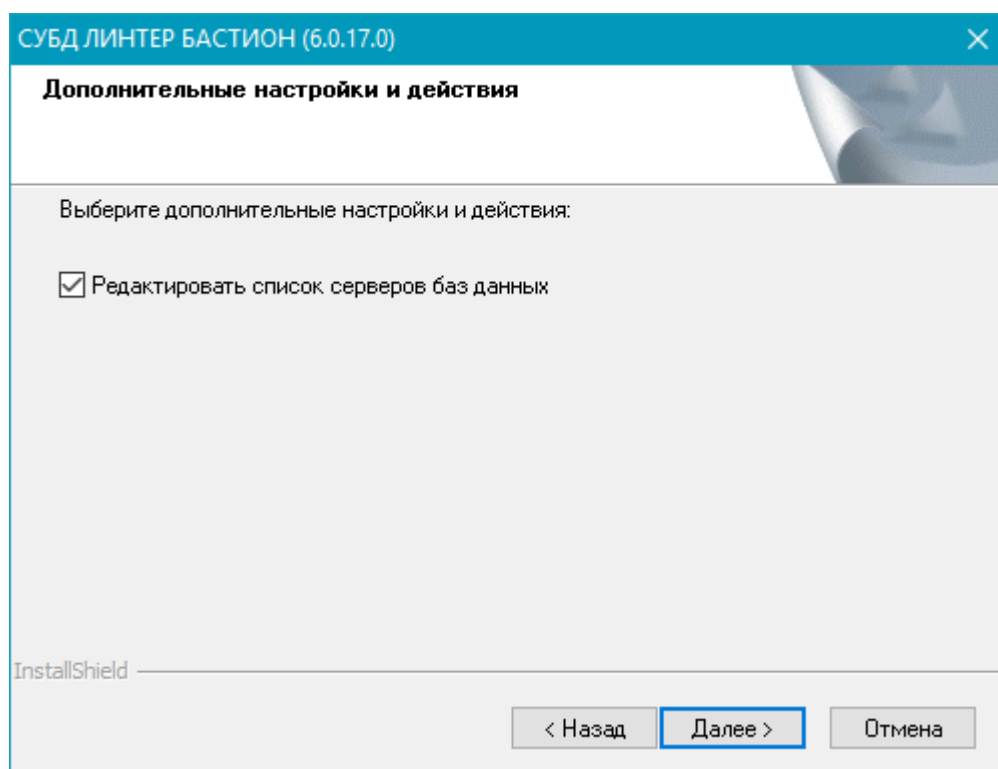 СУБД ЛИНТЕР БАСТИОН (6.0.17.0)
Дополнительные настройки и действия
Выберите дополнительные настройки и действия:
Редактировать список серверов баз данных
InstallShield
< Назад
Далее >
Отмена